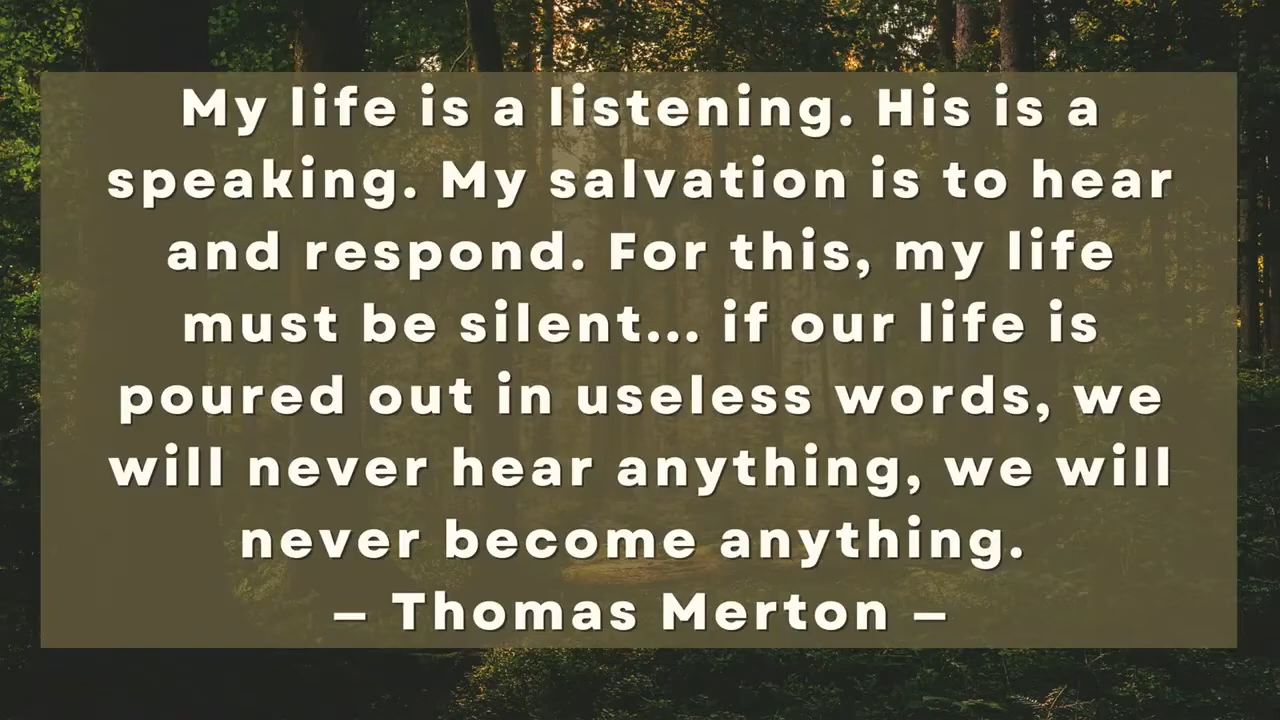 My life is a listening. His is a
speaking. My salvation is to hear
and respond. For this, my life
must be silent... if our life is
poured out in useless words, we
will never hear anything, we will
never become anything.
– Thomas Merton –